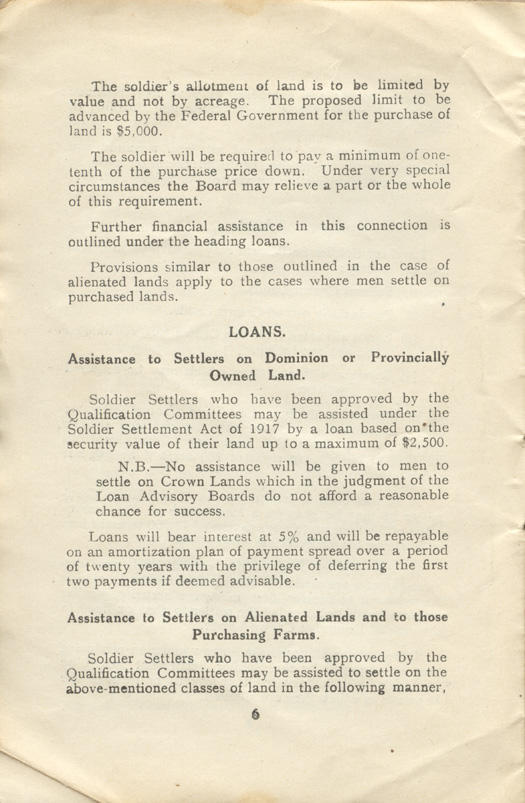 The soldier's allotment of land is to be limited by
value and not by acreage. The proposed limit to be
advanced by the Federal Government for the purchase of
land is $5,000.
The soldier will be required to pay a minimum of one-
tenth of the purchase price down. Under very special
circumstances the Board may relieve a part or the whole
of this requirement.
Further financial assistance in this connection is
outlined under the heading loans.
Provisions similar to those outlined in the case of
alienated lands apply to the cases where men settle on
purchased lands.
LOANS.
Assistance to Settlers on Dominion or Provincially
Owned Land.
Soldier Settlers who have been approved by the
Qualification Committees may be assisted under the
Soldier Settlement Act of 1917 by a loan based on the
security value of their land up to a maximum of $2,500.
N.B.—No assistance will be given to men to
settle on Crown Lands which in the judgment of the
Loan Advisory Boards do not afford a reasonable
chance for success.
Loans will bear interest at 5% and will be repayable
on an amortization plan of payment spread over a period
of twenty years with the privilege of deferring the first
two payments if deemed advisable.
Assistance to Settlers on Alienated Lands and to those
Purchasing Farms.
Soldier Settlers who have been approved by the
Qualification Committees may be assisted to settle on the
above-mentioned classes of land in the following manner,
6